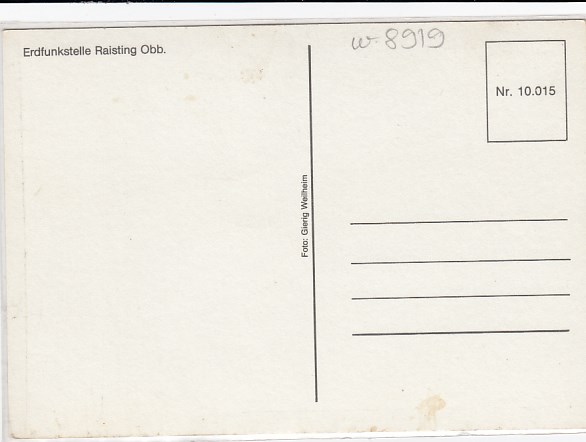 Erdfunkstelle Raisting Obb.
w-8919
Nr. 10.015
Foto: Gierig Weilheim